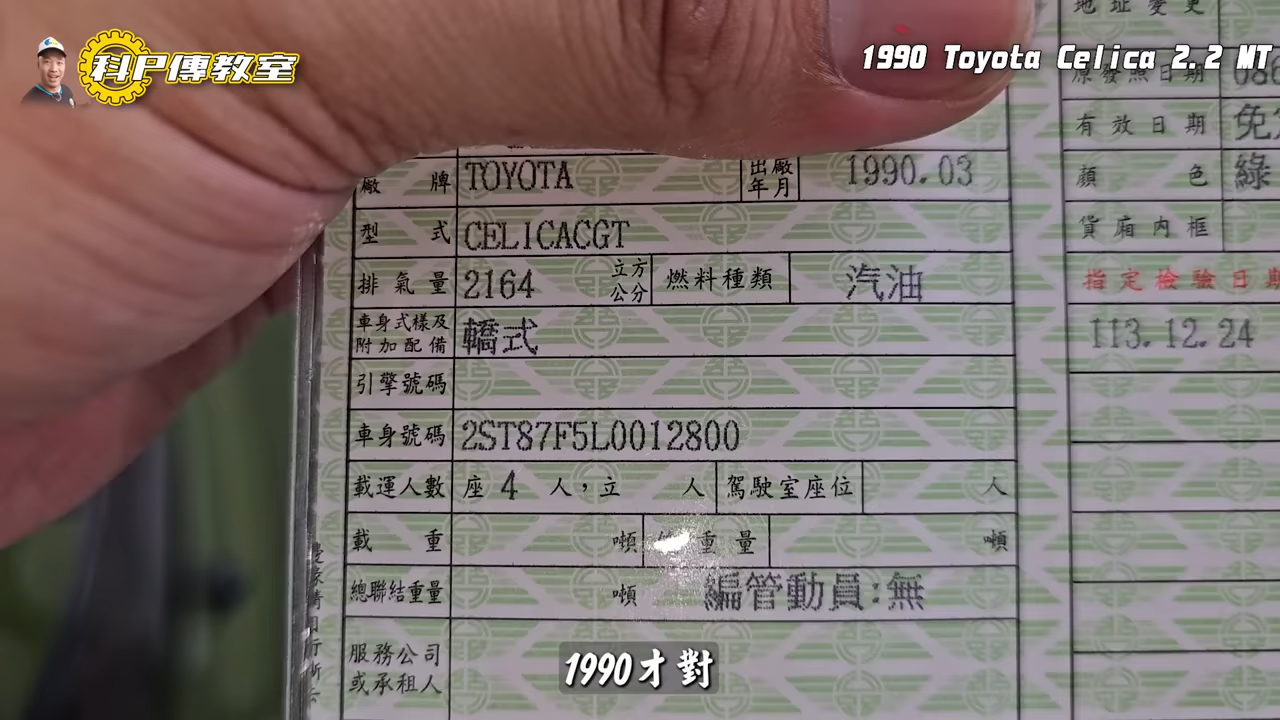 科P傳教室
1990 Toyota Celica 2.2 MT
地址變更
原發照日期 086
有效日期 免
廠牌 TOYOTA 出廠年月 1990.03
顏色 綠
型式 CELICACGT
貨廂內框
排氣量 2164 立方公分 燃料種類 汽油
指定檢驗日期
車身式樣及附加配備 轎式
113.12.24
引擎號碼
車身號碼 2ST87F5L0012800
載運人數 座 4 人,立 人 駕駛室座位 人
載重 噸 重量 噸
總聯結重量 噸 編管動員:無
服務公司
或承租人
1990才對